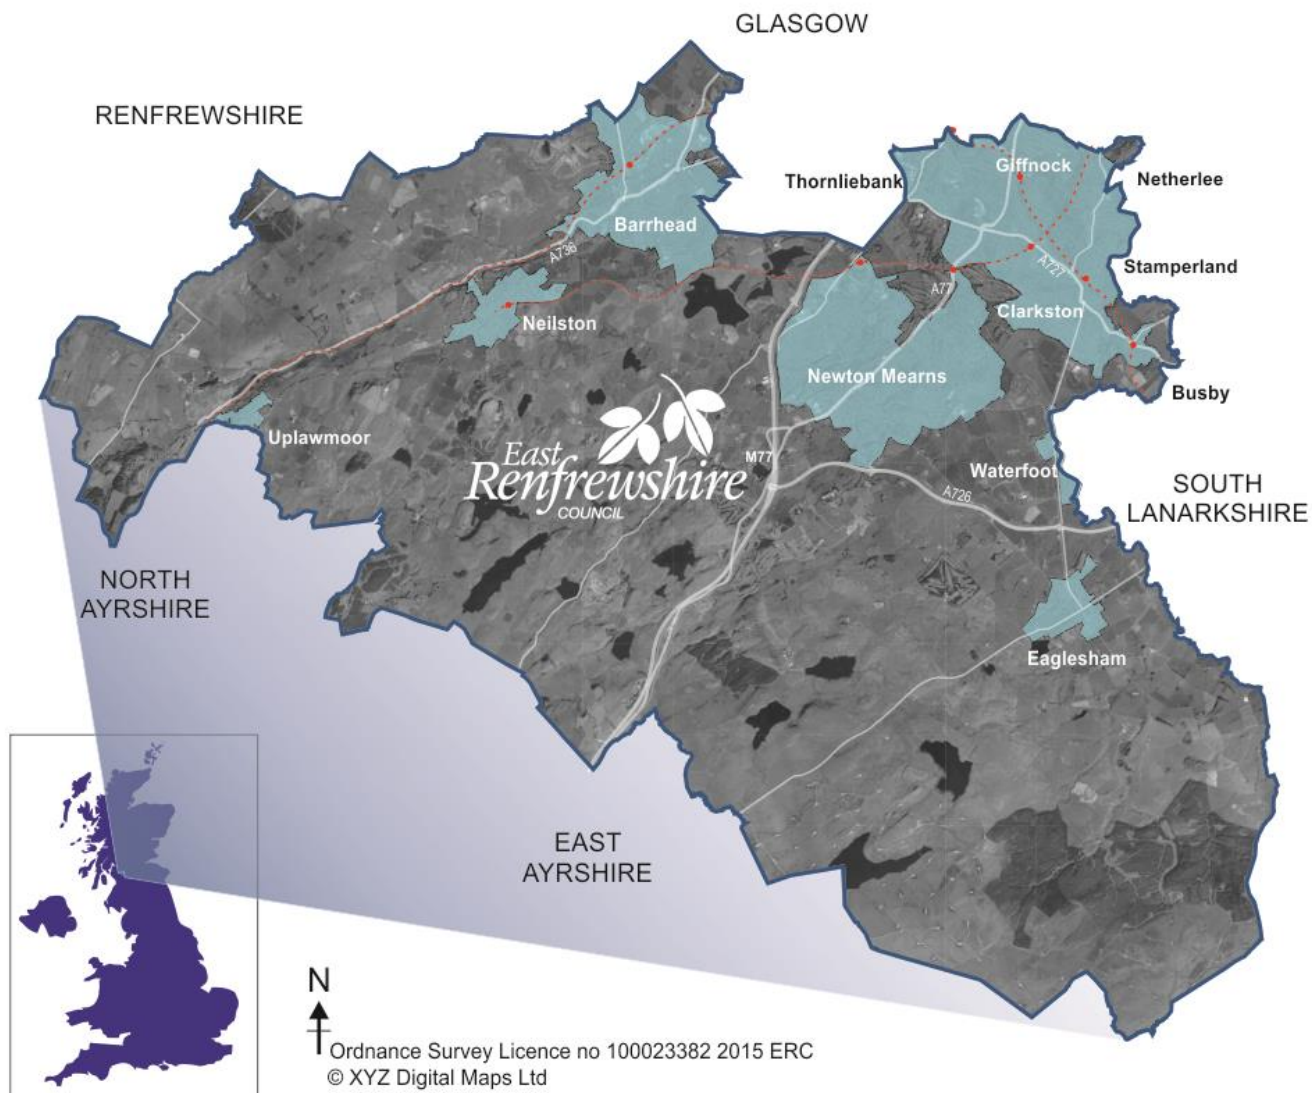 GLASGOW
RENFREWSHIRE
Giffnock
Thornliebank
Netherlee
Barrhead
A736
A727
Stamperland
A77
Neilston
Clarkston
Newton Mearns
Busby
Uplawmoor
East
Renfrewshire
COUNCIL
M77
Waterfoot
A726
SOUTH
LANARKSHIRE
NORTH
AYRSHIRE
Eaglesham
EAST
AYRSHIRE
N
Ordnance Survey Licence no 100023382 2015 ERC
© XYZ Digital Maps Ltd